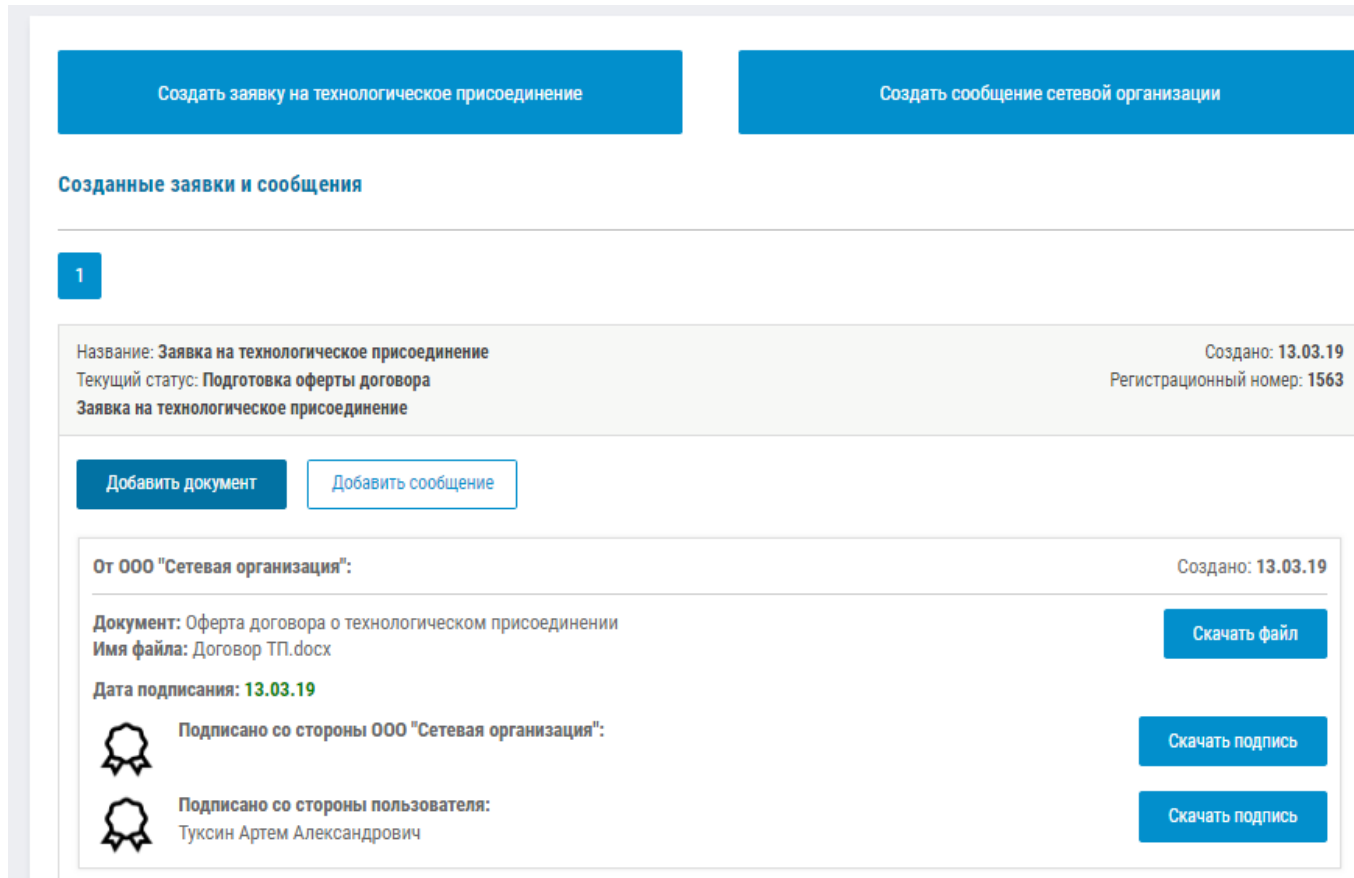 Создать заявку на технологическое присоединение
Создать сообщение сетевой организации
Созданные заявки и сообщения
1
Название: Заявка на технологическое присоединение
Создано: 13.03.19
Текущий статус: Подготовка оферты договора
Регистрационный номер: 1563
Заявка на технологическое присоединение
Добавить документ
Добавить сообщение
От ООО "Сетевая организация":
Создано: 13.03.19
Документ: Оферта договора о технологическом присоединении
Скачать файл
Имя файла: Договор ТП.docx
Дата подписания: 13.03.19
Подписано со стороны ООО "Сетевая организация":
Скачать подпись
Подписано со стороны пользователя:
Скачать подпись
Туксин Артем Александрович